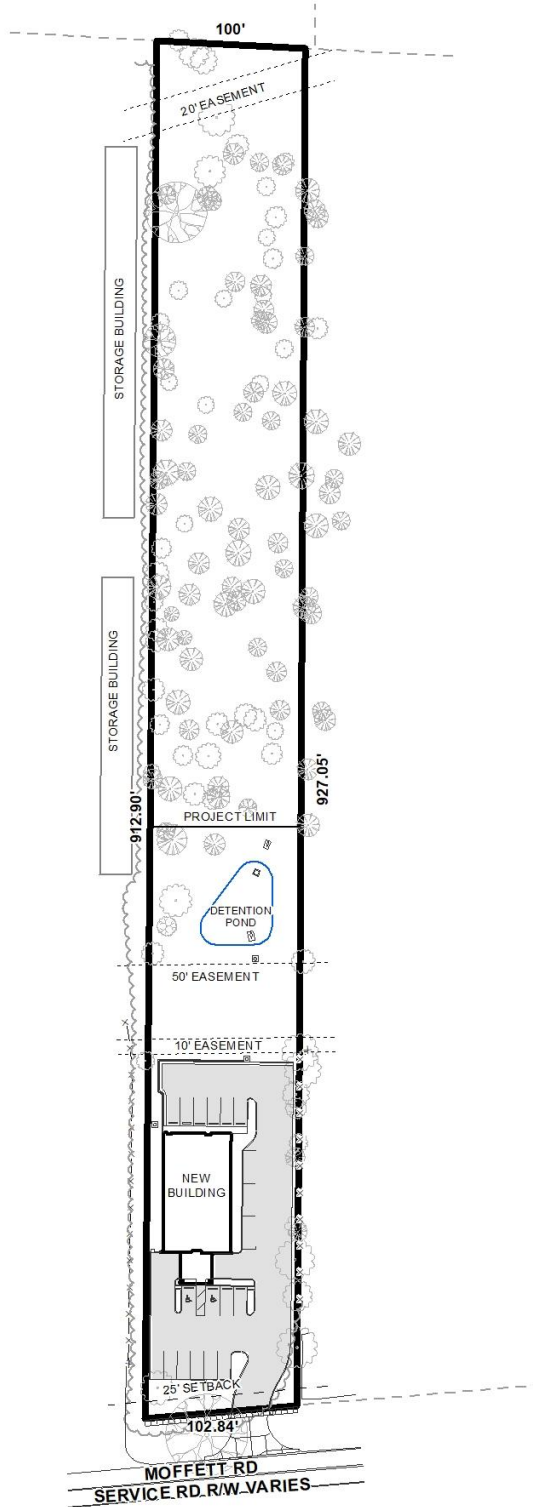 100'
20' EASEMENT
STORAGE BUILDING
STORAGE BUILDING
927.05'
912.90'
PROJECT LIMIT
DETENTION
POND
50' EASEMENT
10' EASEMENT
NEW
BUILDING
25' SETBACK
102.84'
MOFFETT RD
SERVICE RD R/W VARIES